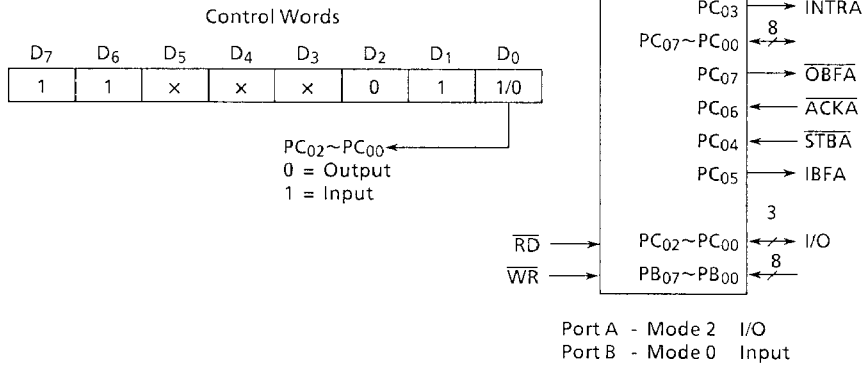 Control Words
D7 D6 D5 D4 D3 D2 D1 D0
1 1 × × × 0 1 1/0
PC02~PC00
0 = Output
1 = Input
PC03 INTRA
PC07~PC00 8
PC07 OBFA
PC06 ACKA
PC04 STBA
PC05 IBFA
3
RD PC02~PC00 I/O
WR PB07~PB00 8
Port A - Mode 2 I/O
Port B - Mode 0 Input